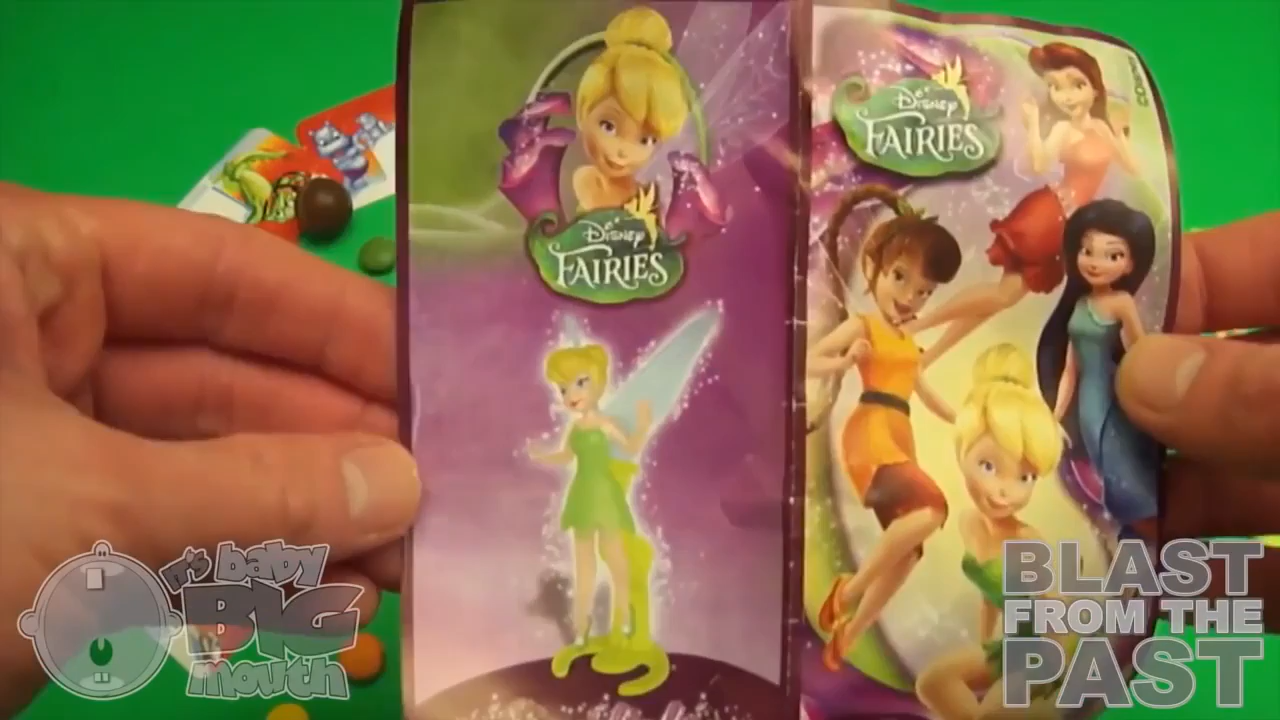 Disney
FAIRIES
Disney
FAIRIES
it's baby
BIG
mouth
BLAST
FROM THE
PAST